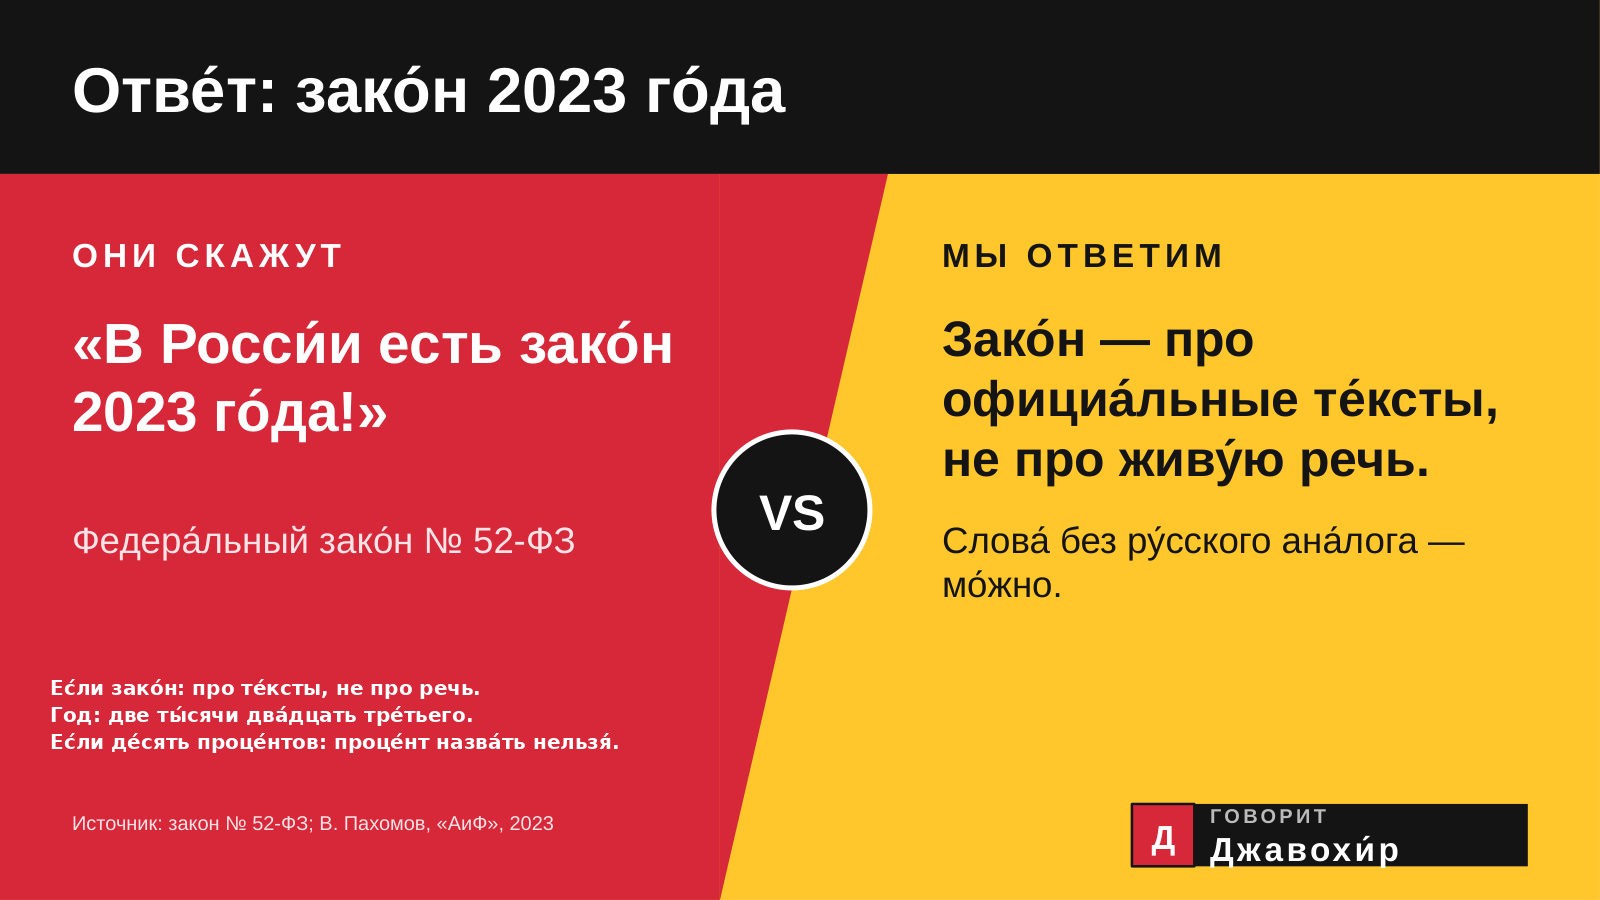 Отве́т: зако́н 2023 го́да
ОНИ СКАЖУТ
«В Росси́и есть зако́н
2023 го́да!»
Федера́льный зако́н № 52-ФЗ
Е́сли зако́н: про те́ксты, не про речь.
Год: две ты́сячи два́дцать тре́тьего.
Е́сли де́сять проце́нтов: проце́нт назва́ть нельзя́.
Источник: закон № 52-ФЗ; В. Пахомов, «АиФ», 2023
VS
МЫ ОТВЕТИМ
Зако́н — про
официа́льные те́ксты,
не про живу́ю речь.
Слова́ без ру́сского ана́лога —
мо́жно.
Д
ГОВОРИТ
Джавохи́р